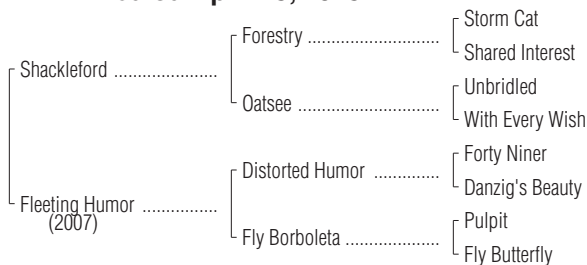 Forestry
Storm Cat
Shared Interest
Shackleford
Oatsee
Unbridled
With Every Wish
Distorted Humor
Forty Niner
Danzig's Beauty
Fleeting Humor
(2007)
Fly Borboleta
Pulpit
Fly Butterfly